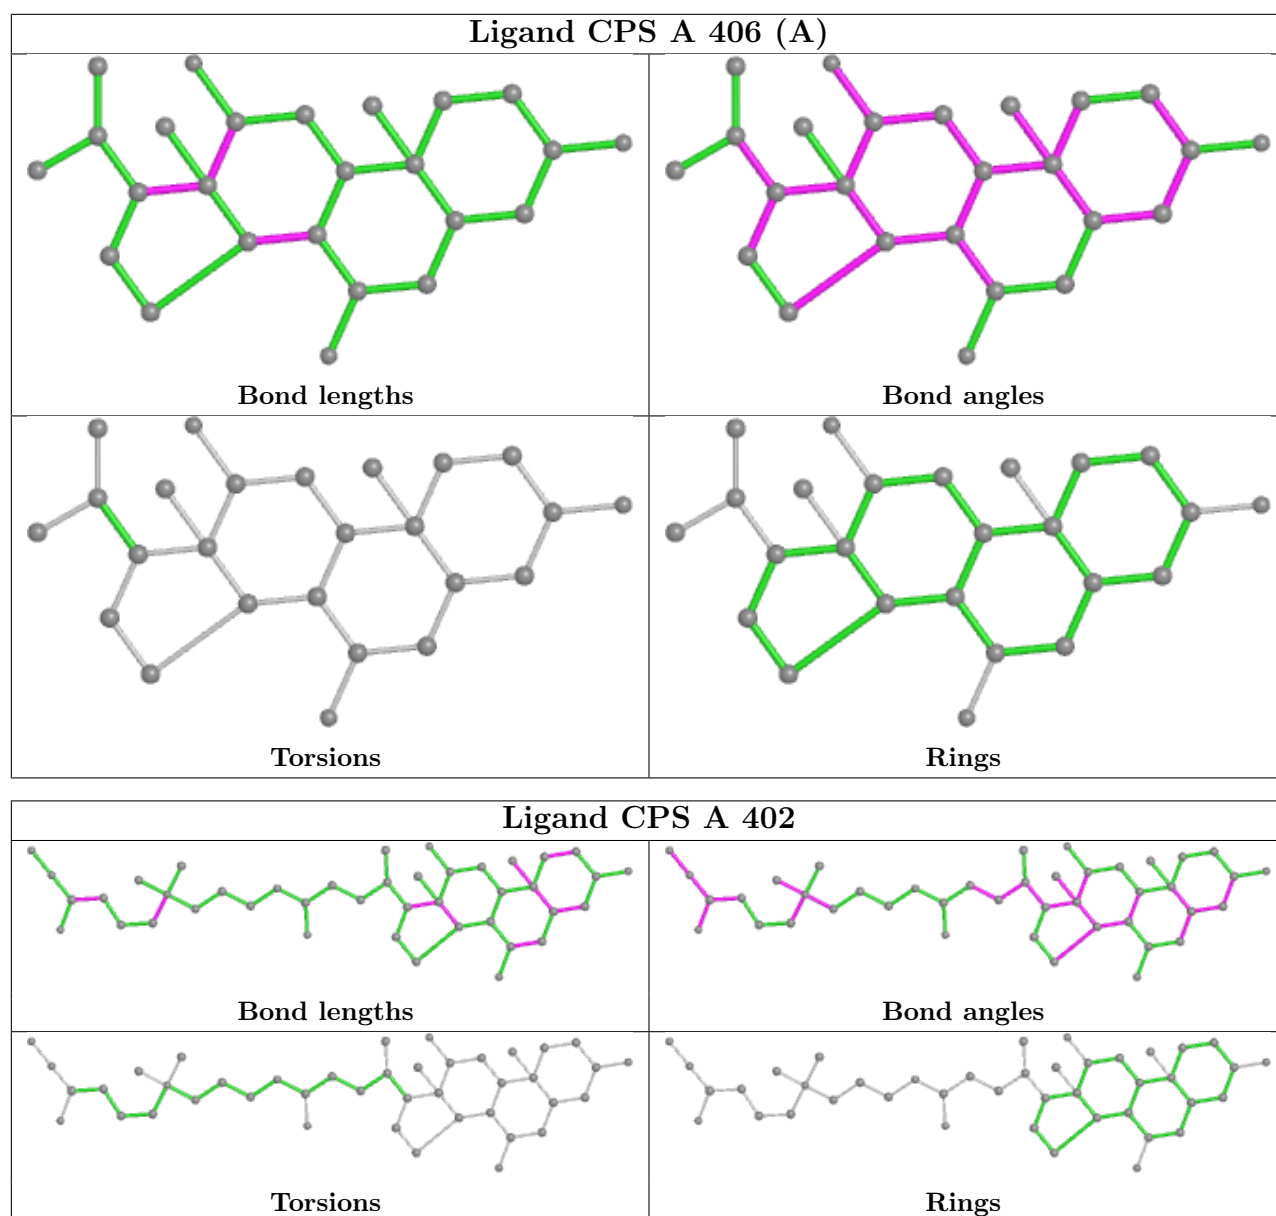 Ligand CPS A 406 (A)
Bond lengths
Bond angles
Torsions
Rings
Ligand CPS A 402
Bond lengths
Bond angles
Torsions
Rings